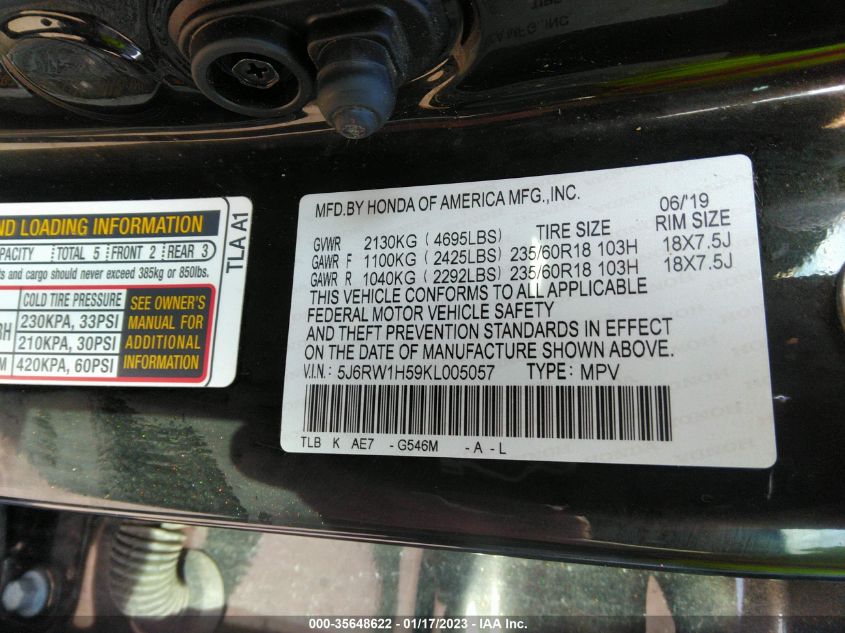 ND LOADING INFORMATION
APACITY TOTAL 5 FRONT 2 REAR 3
s and cargo should never exceed 385kg or 850lbs.
COLD TIRE PRESSURE
SEE OWNER'S MANUAL FOR ADDITIONAL INFORMATION
RH 230KPA, 33PSI
210KPA, 30PSI
M 420KPA, 60PSI
TLA A1
MFD.BY HONDA OF AMERICA MFG.,INC. 06/'19
GVWR 2130KG (4695LBS) TIRE SIZE RIM SIZE
GAWR F 1100KG (2425LBS) 235/60R18 103H 18X7.5J
GAWR R 1040KG (2292LBS) 235/60R18 103H 18X7.5J
THIS VEHICLE CONFORMS TO ALL APPLICABLE
FEDERAL MOTOR VEHICLE SAFETY
AND THEFT PREVENTION STANDARDS IN EFFECT
ON THE DATE OF MANUFACTURE SHOWN ABOVE.
V.I.N: 5J6RW1H59KL005057 TYPE: MPV
TLB K AE7 - G546M - A - L
000-35648622 — 01/17/2023 — IAA Inc.